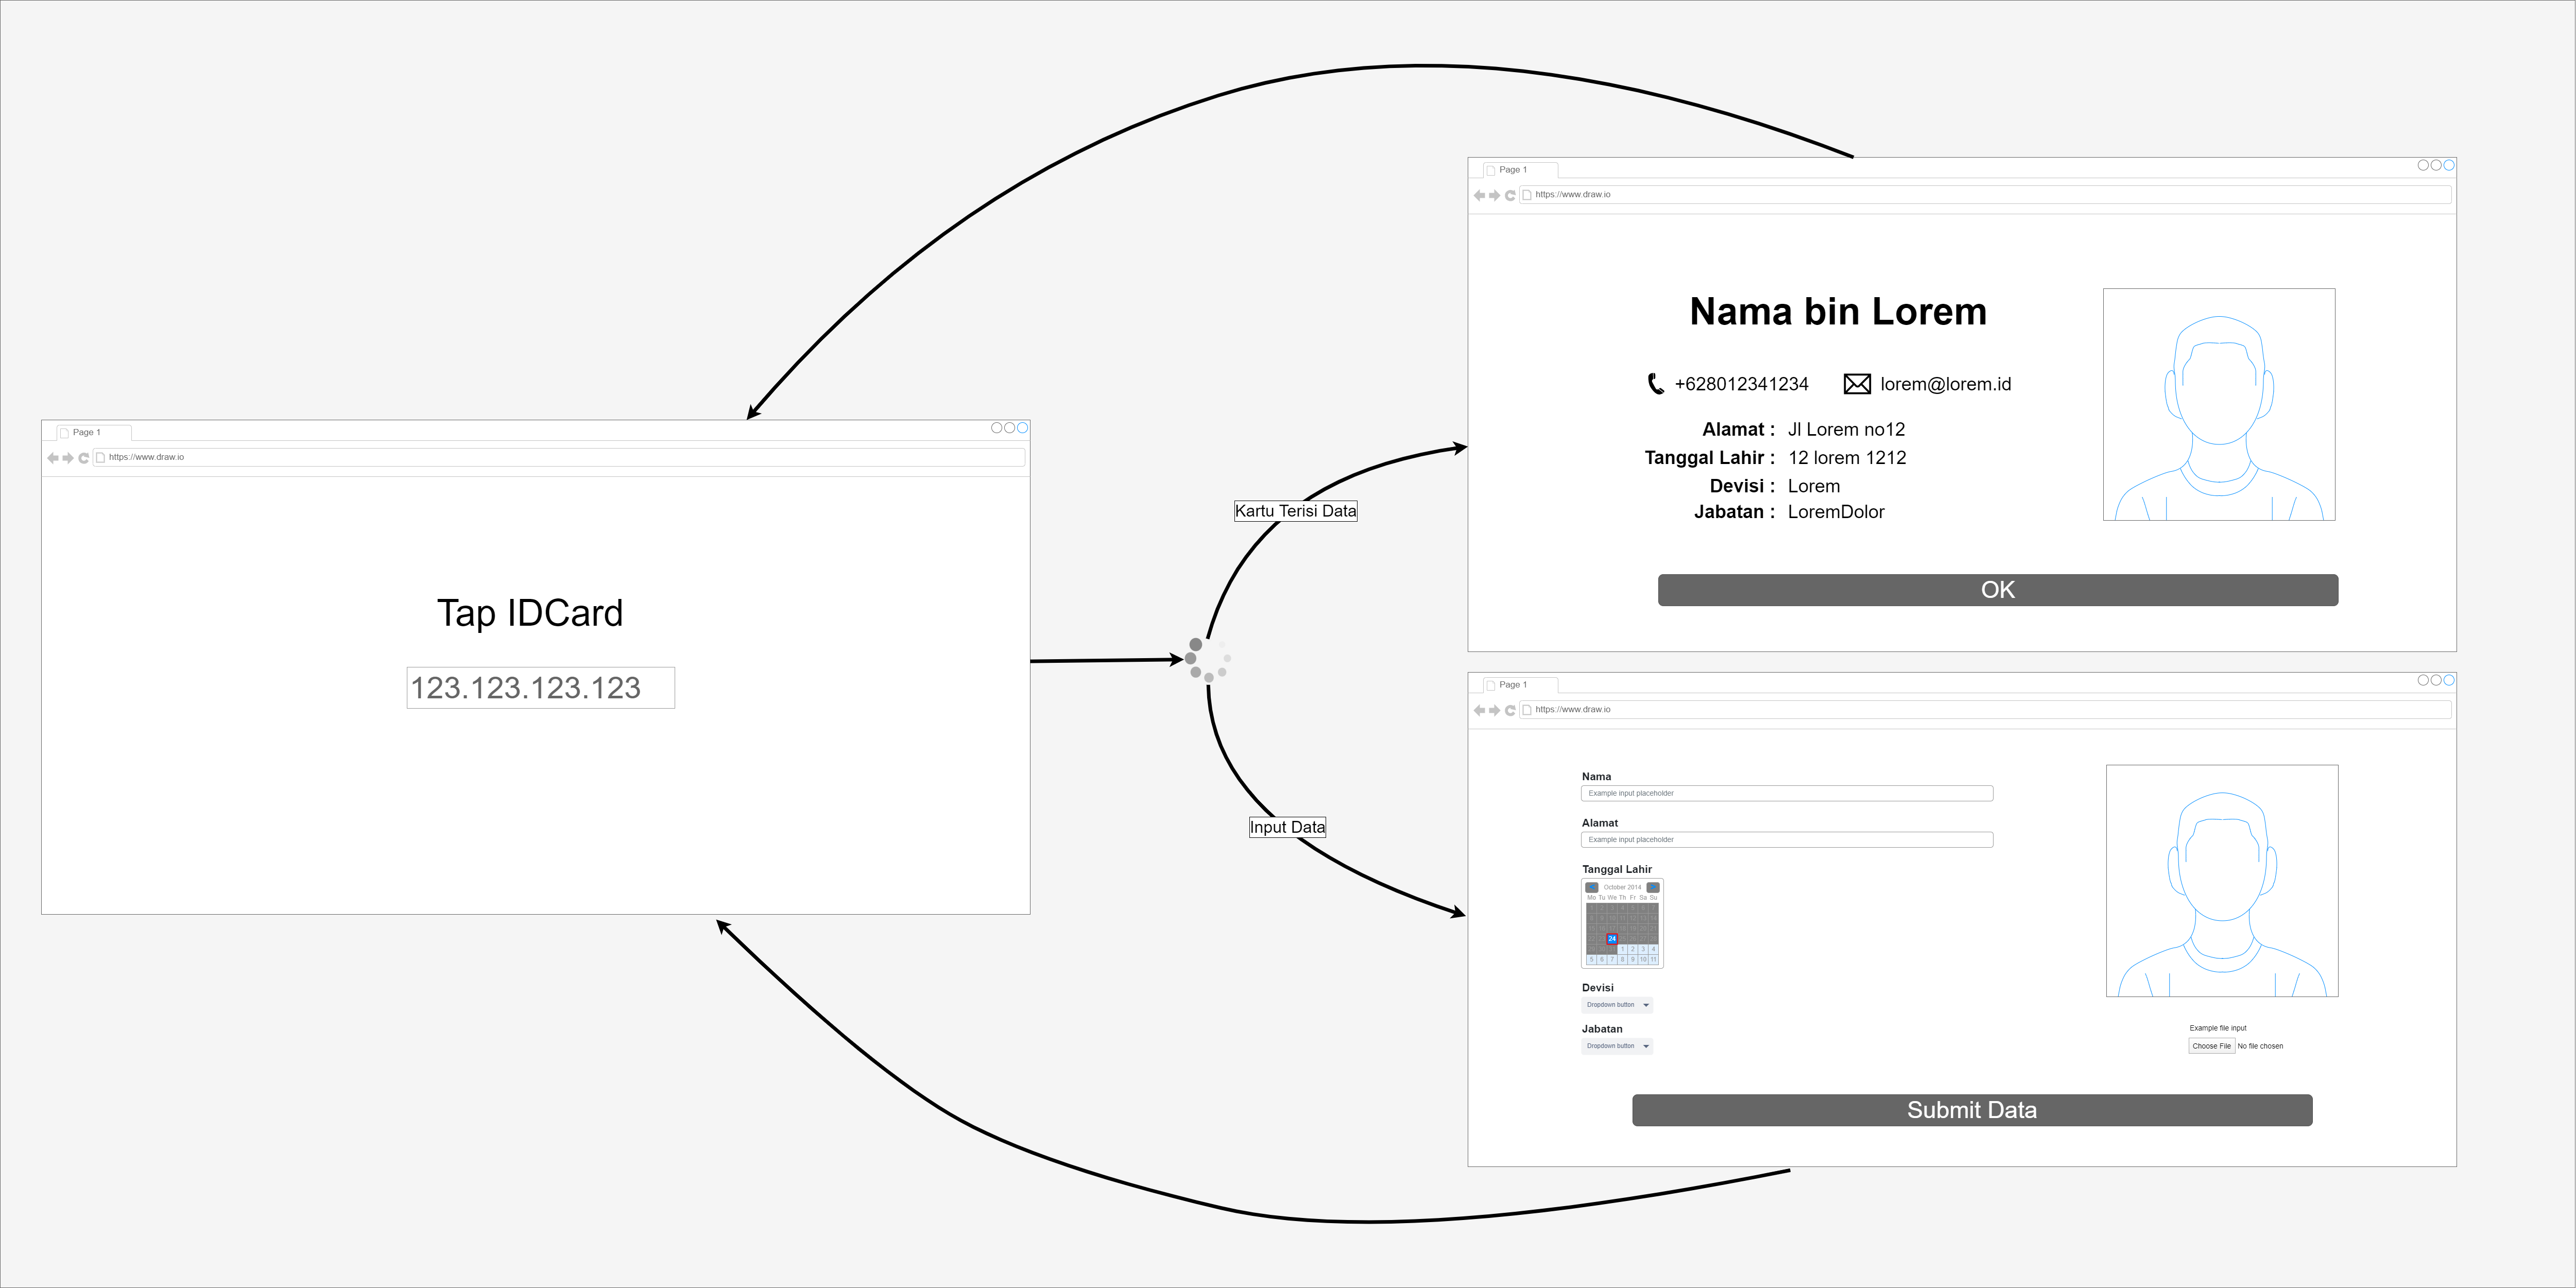 Page 1
https://www.draw.io
Tap IDCard
123.123.123.123
Kartu Terisi Data
Input Data
Page 1
https://www.draw.io
Nama bin Lorem
+628012341234 lorem@lorem.id
Alamat : Jl Lorem no12
Tanggal Lahir : 12 lorem 1212
Devisi : Lorem
Jabatan : LoremDolor
OK
Page 1
https://www.draw.io
Nama
Example input placeholder
Alamat
Example input placeholder
Tanggal Lahir
October 2014
Mo Tu We Th Fr Sa Su
24
1 2 3 4
5 6 7 8 9 10 11
Devisi
Dropdown button
Jabatan
Dropdown button
Example file input
Choose File No file chosen
Submit Data